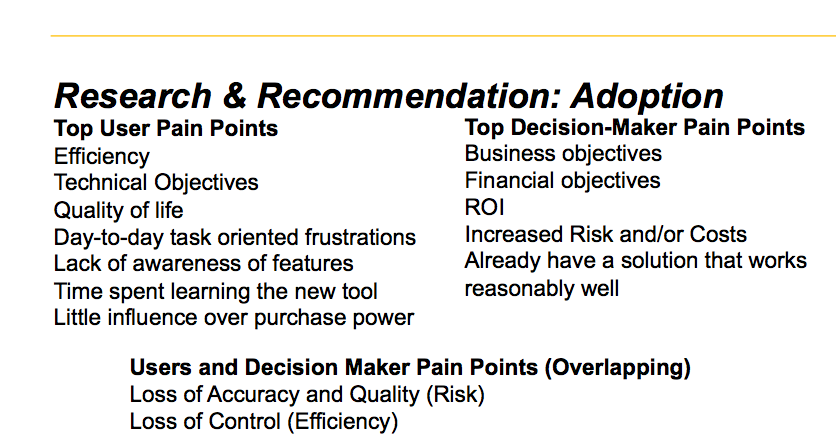 Research & Recommendation: Adoption
Top User Pain Points
Efficiency
Technical Objectives
Quality of life
Day-to-day task oriented frustrations
Lack of awareness of features
Time spent learning the new tool
Little influence over purchase power
Top Decision-Maker Pain Points
Business objectives
Financial objectives
ROI
Increased Risk and/or Costs
Already have a solution that works
reasonably well
Users and Decision Maker Pain Points (Overlapping)
Loss of Accuracy and Quality (Risk)
Loss of Control (Efficiency)